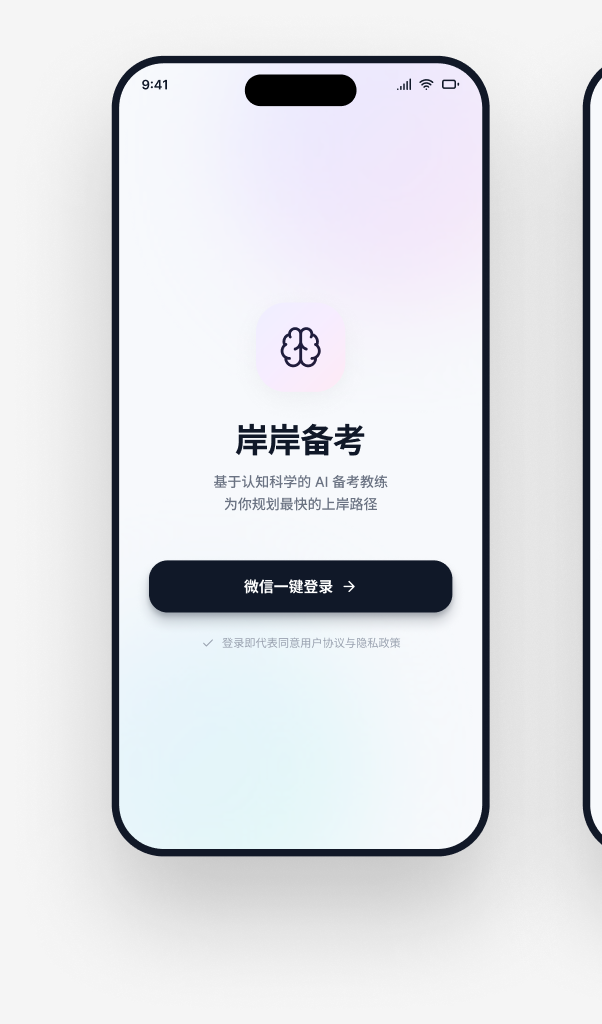 9:41
岸岸备考
基于认知科学的 AI 备考教练
为你规划最快的上岸路径
微信一键登录
登录即代表同意用户协议与隐私政策